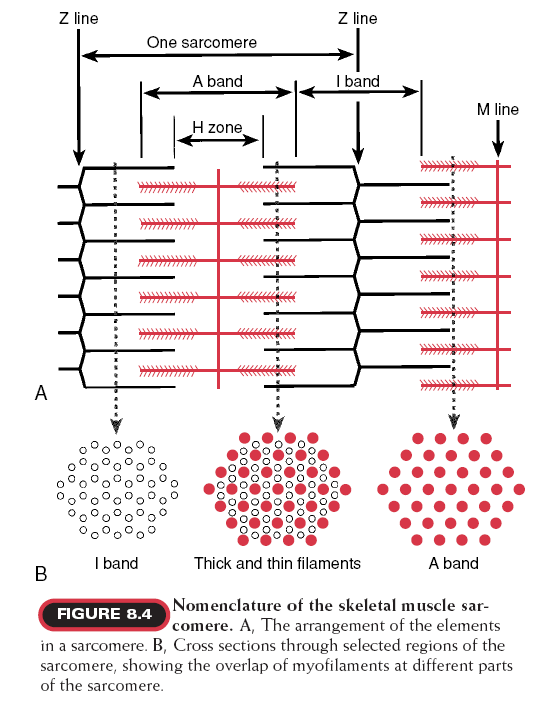 Z line
Z line
One sarcomere
A band
I band
M line
H zone
A
I band
Thick and thin filaments
A band
B
FIGURE 8.4 Nomenclature of the skeletal muscle sar-
comere. A, The arrangement of the elements
in a sarcomere. B, Cross sections through selected regions of the
sarcomere, showing the overlap of myofilaments at different parts
of the sarcomere.